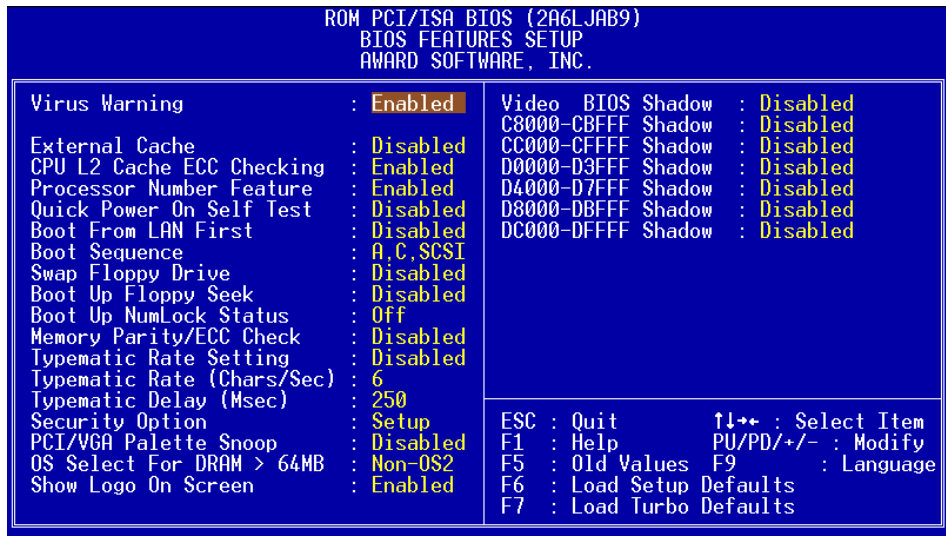 ROM PCI/ISA BIOS (2A6LJAB9)
BIOS FEATURES SETUP
AWARD SOFTWARE, INC.
Virus Warning : Enabled
External Cache : Disabled
CPU L2 Cache ECC Checking : Enabled
Processor Number Feature : Enabled
Quick Power On Self Test : Disabled
Boot From LAN First : Disabled
Boot Sequence : A,C,SCSI
Swap Floppy Drive : Disabled
Boot Up Floppy Seek : Disabled
Boot Up NumLock Status : Off
Memory Parity/ECC Check : Disabled
Typematic Rate Setting : Disabled
Typematic Rate (Chars/Sec) : 6
Typematic Delay (Msec) : 250
Security Option : Setup
PCI/VGA Palette Snoop : Disabled
OS Select For DRAM > 64MB : Non-OS2
Show Logo On Screen : Enabled
Video BIOS Shadow : Disabled
C8000-CBFFF Shadow : Disabled
CC000-CFFFF Shadow : Disabled
D0000-D3FFF Shadow : Disabled
D4000-D7FFF Shadow : Disabled
D8000-DBFFF Shadow : Disabled
DC000-DFFFF Shadow : Disabled
ESC : Quit ↑↓→← : Select Item
F1 : Help PU/PD/+/- : Modify
F5 : Old Values F9 : Language
F6 : Load Setup Defaults
F7 : Load Turbo Defaults